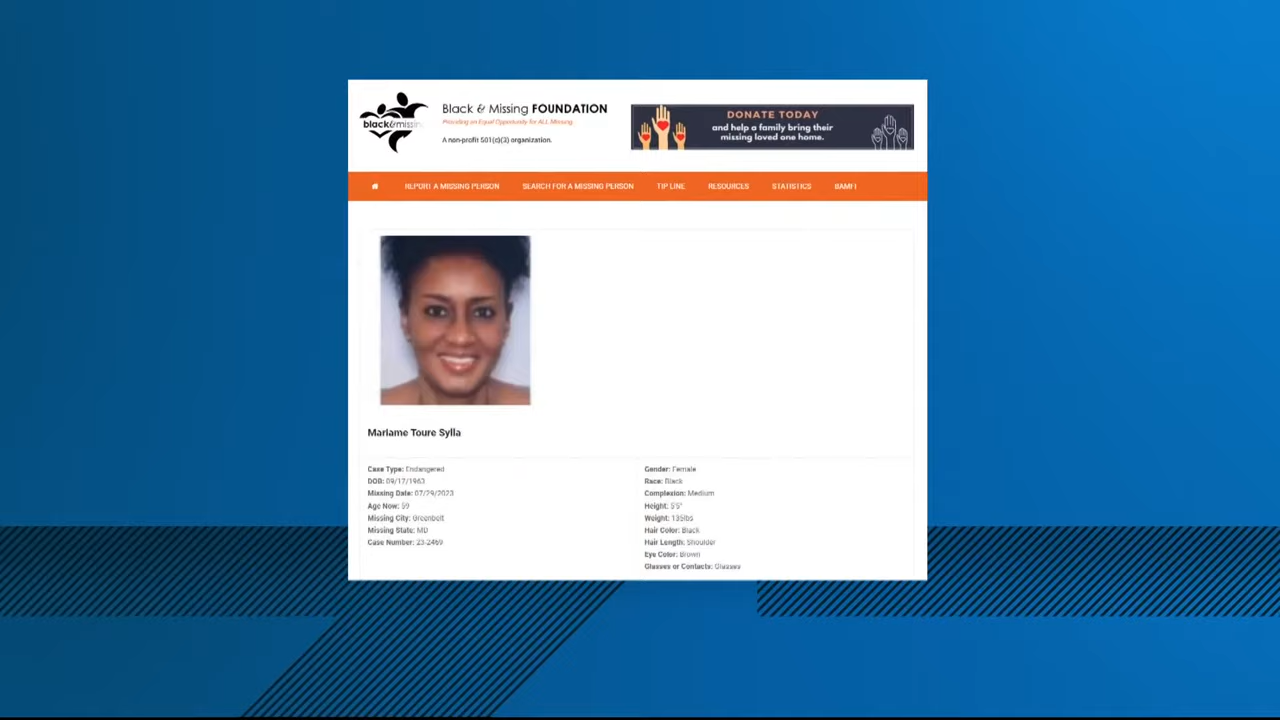 black&missing
Black & Missing FOUNDATION
Providing an Equal Opportunity for ALL Missing.
A non-profit 501(c)(3) organization.
DONATE TODAY
and help a family bring their
missing loved one home.
REPORT A MISSING PERSON SEARCH FOR A MISSING PERSON TIP LINE RESOURCES STATISTICS BAMFI
Mariame Toure Sylla
Case Type: Endangered
DOB: 09/17/1963
Missing Date: 07/29/2023
Age Now: 59
Missing City: Greenbelt
Missing State: MD
Case Number: 23-2469
Gender: Female
Race: Black
Complexion: Medium
Height: 5'5"
Weight: 135lbs
Hair Color: Black
Hair Length: Shoulder
Eye Color: Brown
Glasses or Contacts: Glasses